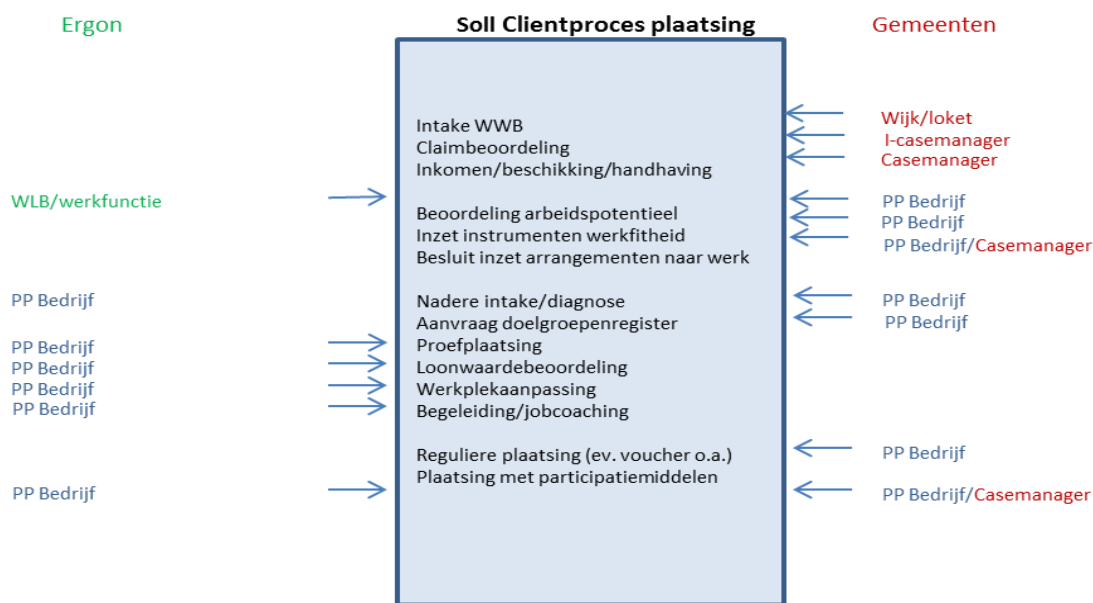 Ergon
Soll Clientproces plaatsing
Gemeenten
Intake WWB
Claimbeoordeling
Inkomen/beschikking/handhaving
Wijk/loket
I-casemanager
Casemanager
WLB/werkfunctie
Beoordeling arbeidspotentieel
Inzet instrumenten werkfitheid
Besluit inzet arrangementen naar werk
PP Bedrijf
PP Bedrijf
PP Bedrijf/Casemanager
PP Bedrijf
Nadere intake/diagnose
Aanvraag doelgroepenregister
PP Bedrijf
PP Bedrijf
PP Bedrijf
PP Bedrijf
PP Bedrijf
PP Bedrijf
Proefplaatsing
Loonwaardebeoordeling
Werkplekaanpassing
Begeleiding/jobcoaching
Reguliere plaatsing (ev. voucher o.a.)
PP Bedrijf
PP Bedrijf
Plaatsing met participatiemiddelen
PP Bedrijf/Casemanager